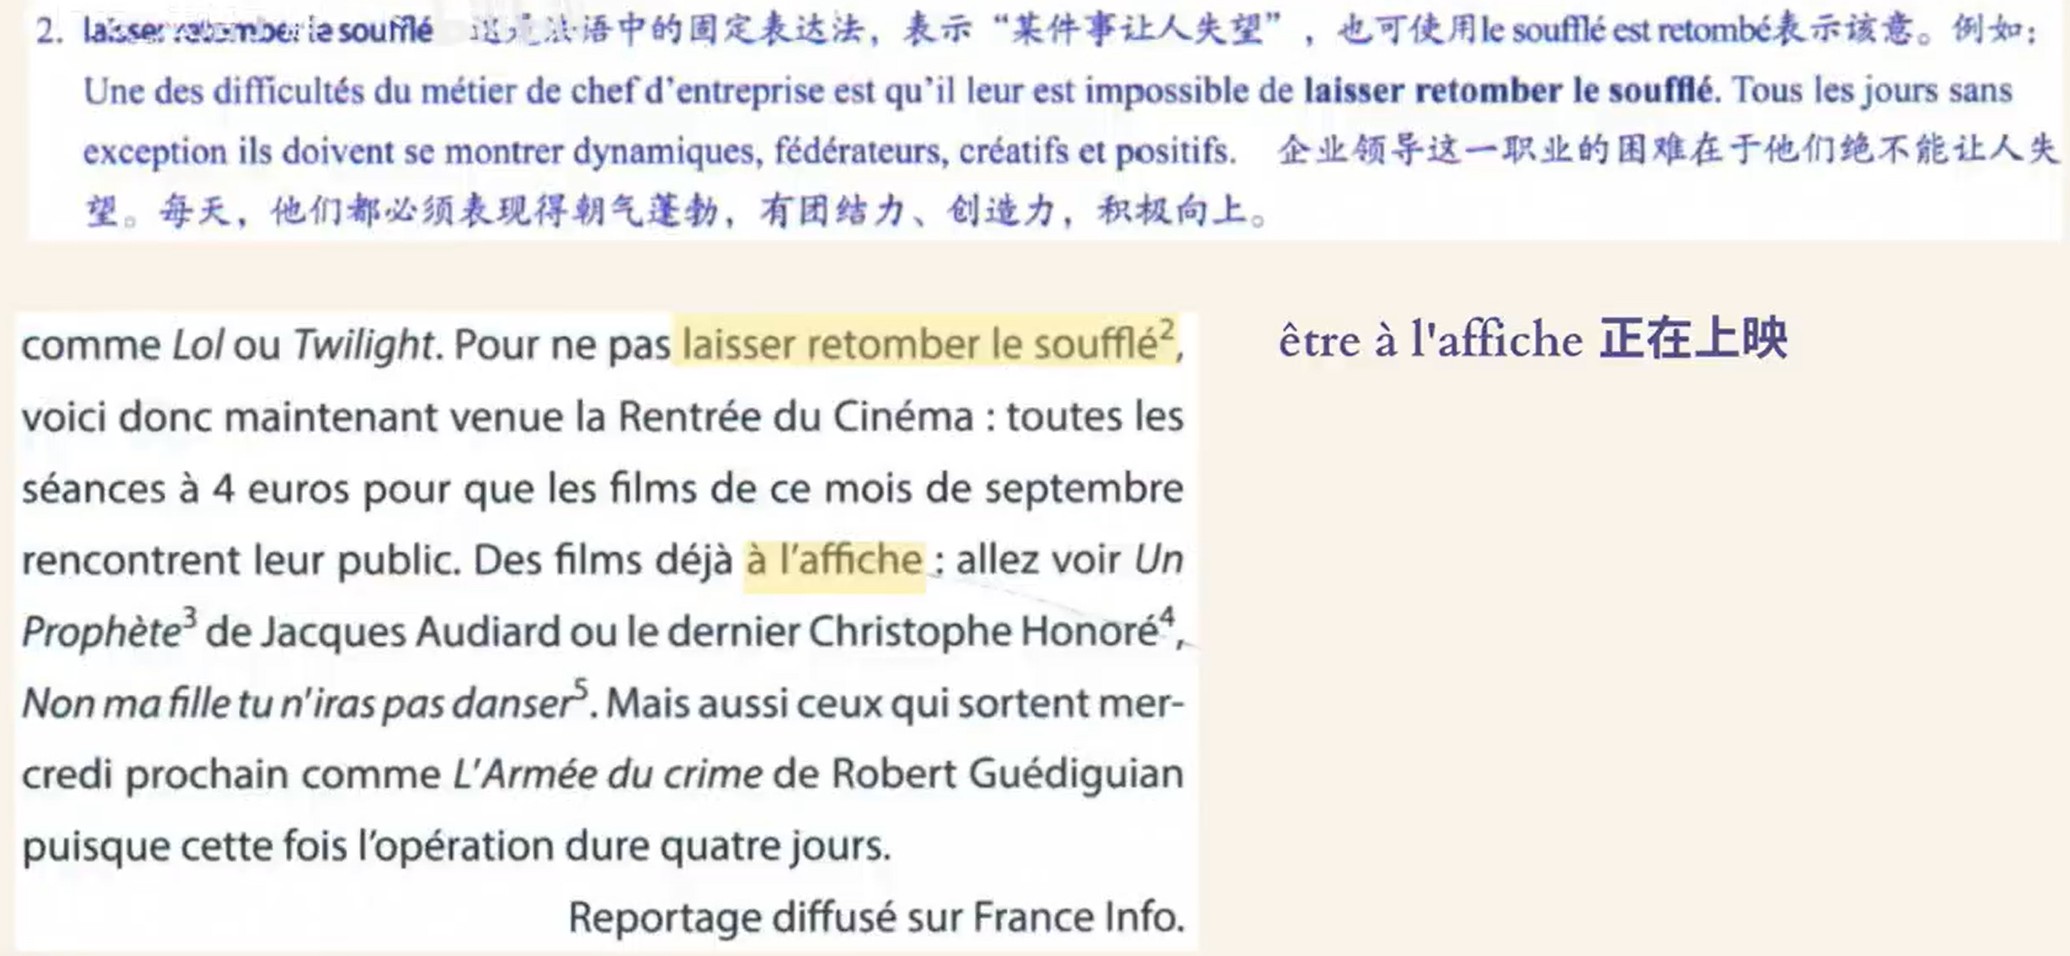 2. laisser retomber le soufflé 这是法语中的固定表达法，表示“某件事让人失望”，也可使用le soufflé est retombé表示该意。例如：
Une des difficultés du métier de chef d’entreprise est qu’il leur est impossible de laisser retomber le soufflé. Tous les jours sans
exception ils doivent se montrer dynamiques, fédérateurs, créatifs et positifs. 企业领导这一职业的困难在于他们绝不能让人失
望。每天，他们都必须表现得朝气蓬勃，有团结力、创造力，积极向上。
comme Lol ou Twilight. Pour ne pas laisser retomber le soufflé²,
voici donc maintenant venue la Rentrée du Cinéma : toutes les
séances à 4 euros pour que les films de ce mois de septembre
rencontrent leur public. Des films déjà à l’affiche : allez voir Un
Prophète³ de Jacques Audiard ou le dernier Christophe Honoré⁴,
Non ma fille tu n’iras pas danser⁵. Mais aussi ceux qui sortent mer-
credi prochain comme L’Armée du crime de Robert Guédiguian
puisque cette fois l’opération dure quatre jours.
Reportage diffusé sur France Info.
être à l'affiche 正在上映